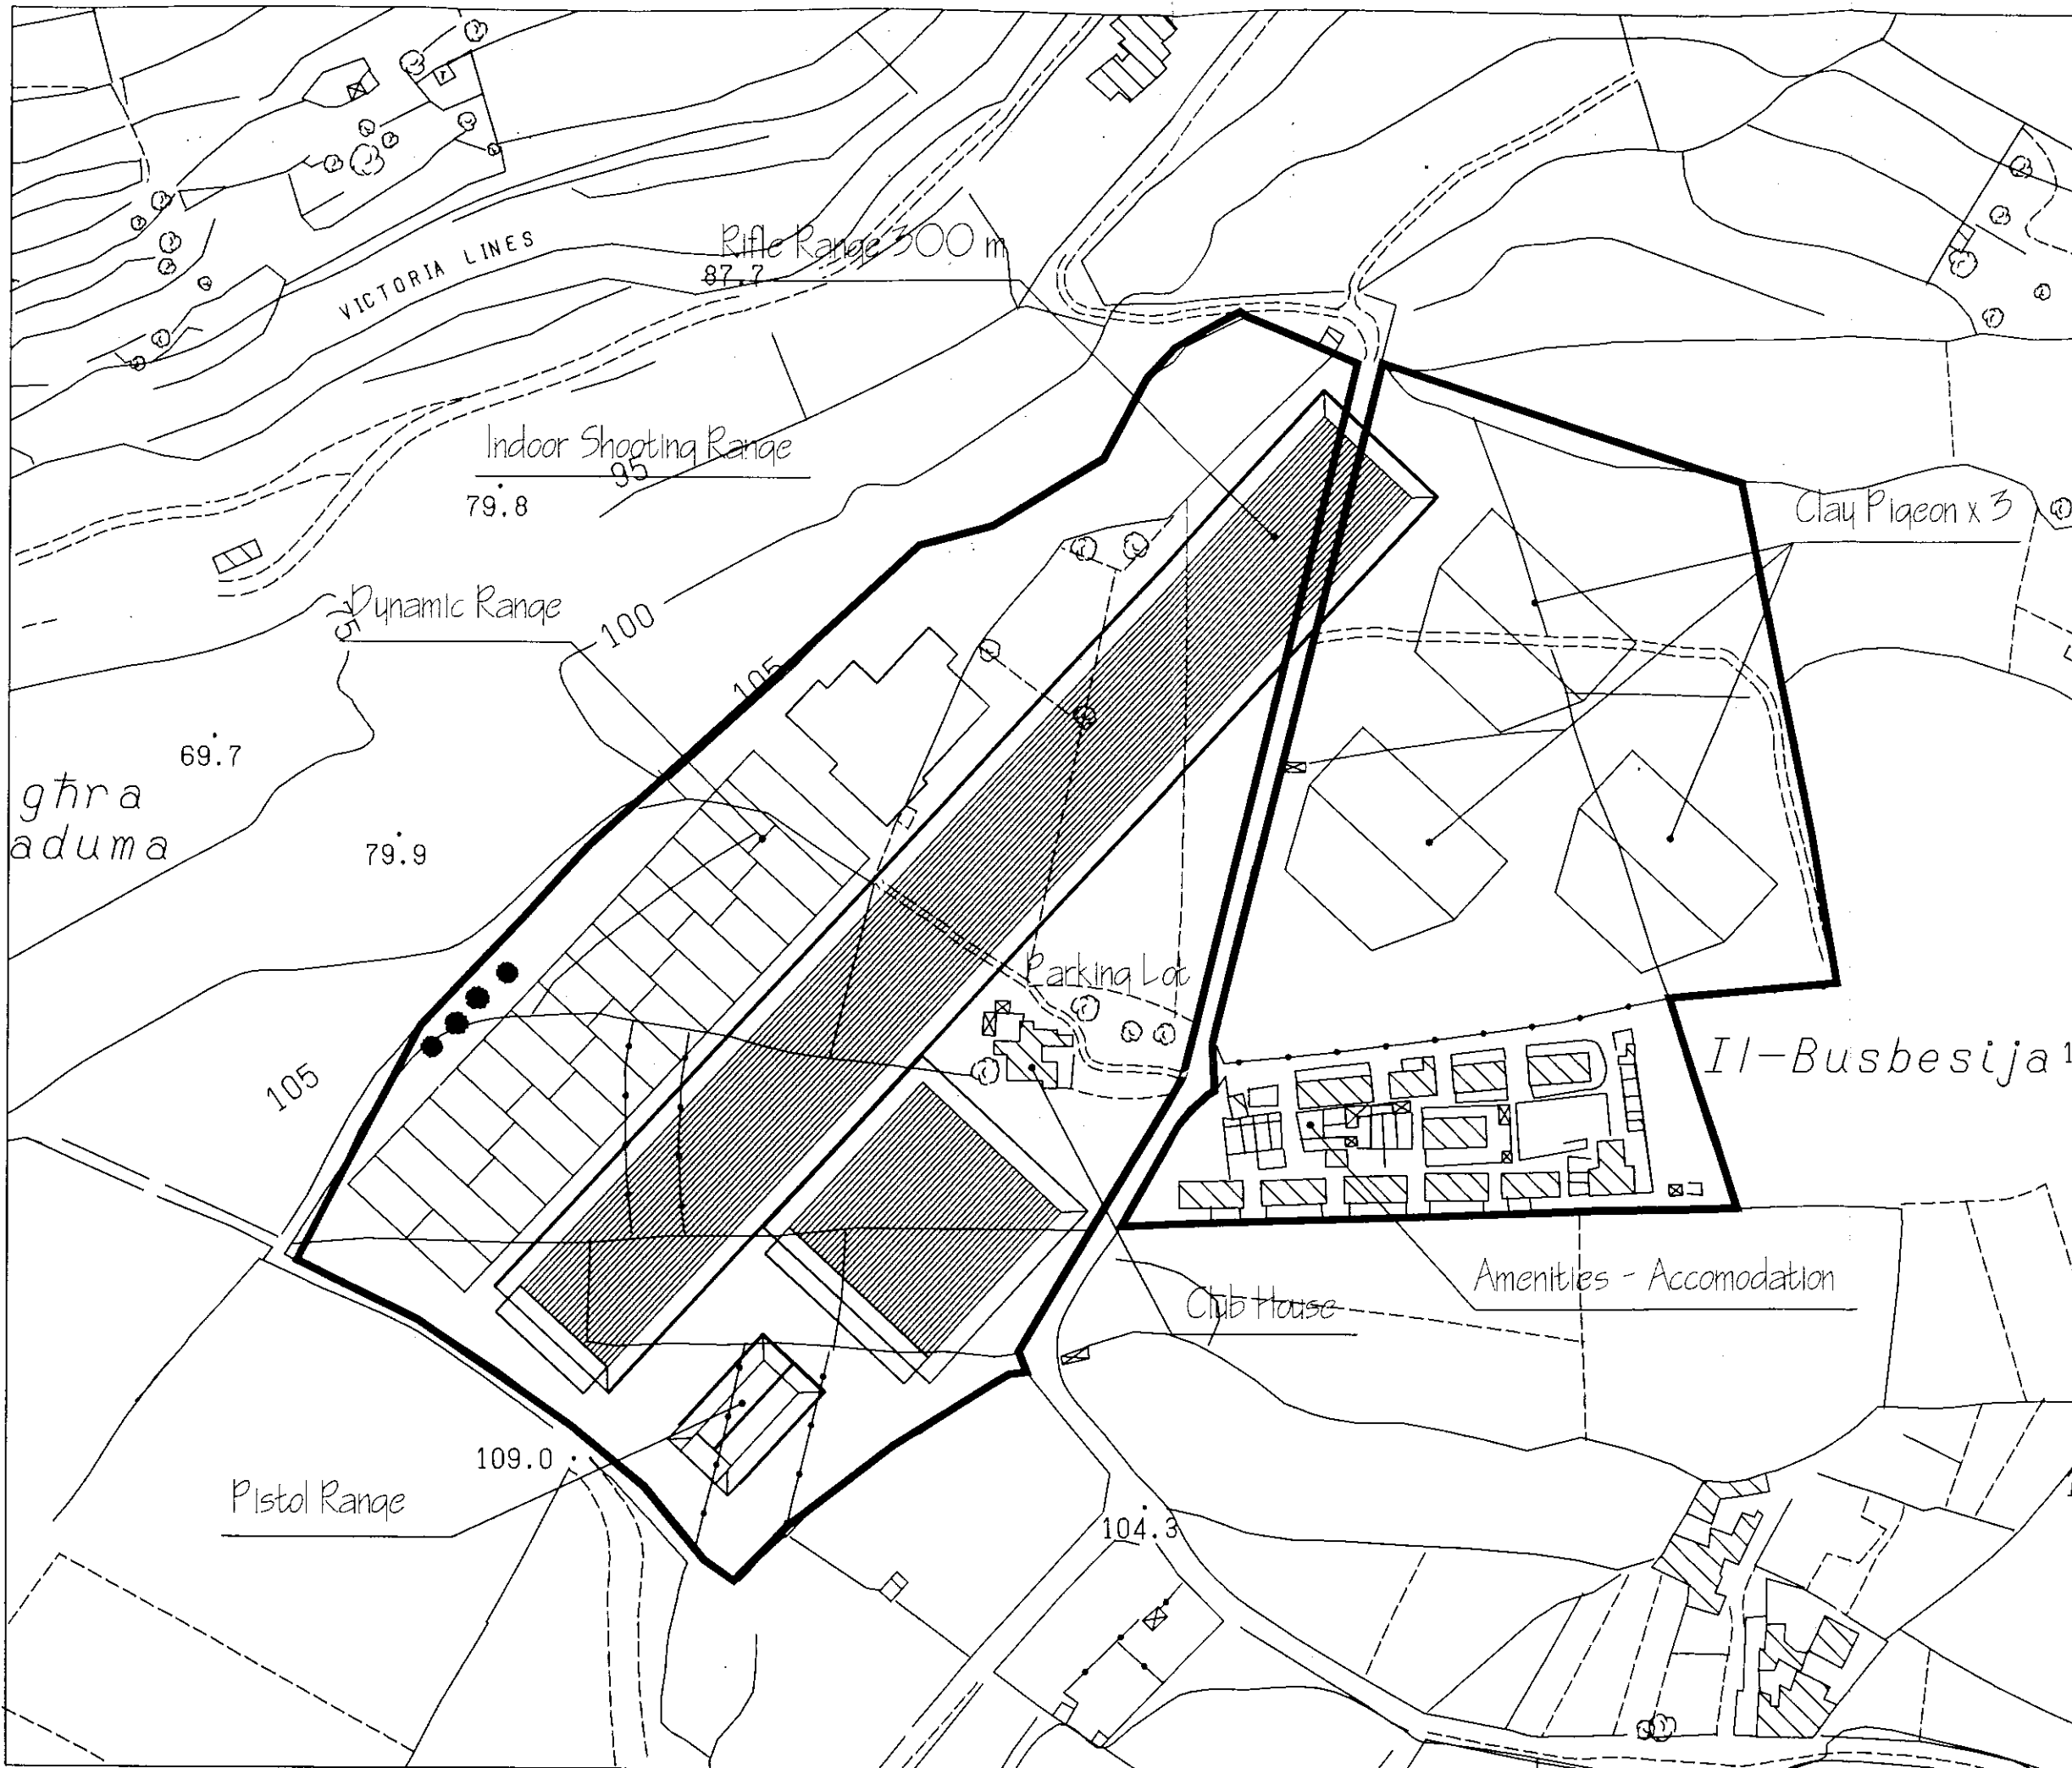 VICTORIA LINES
Rifle Range 300 m
87.7
Indoor Shooting Range
95
79.8
Clay Pigeon x 3
Dynamic Range
75
100
105
69.7
għra
aduma
79.9
Parking Lot
105
Il-Busbesija
Amenities - Accomodation
Club House
109.0
Pistol Range
104.3